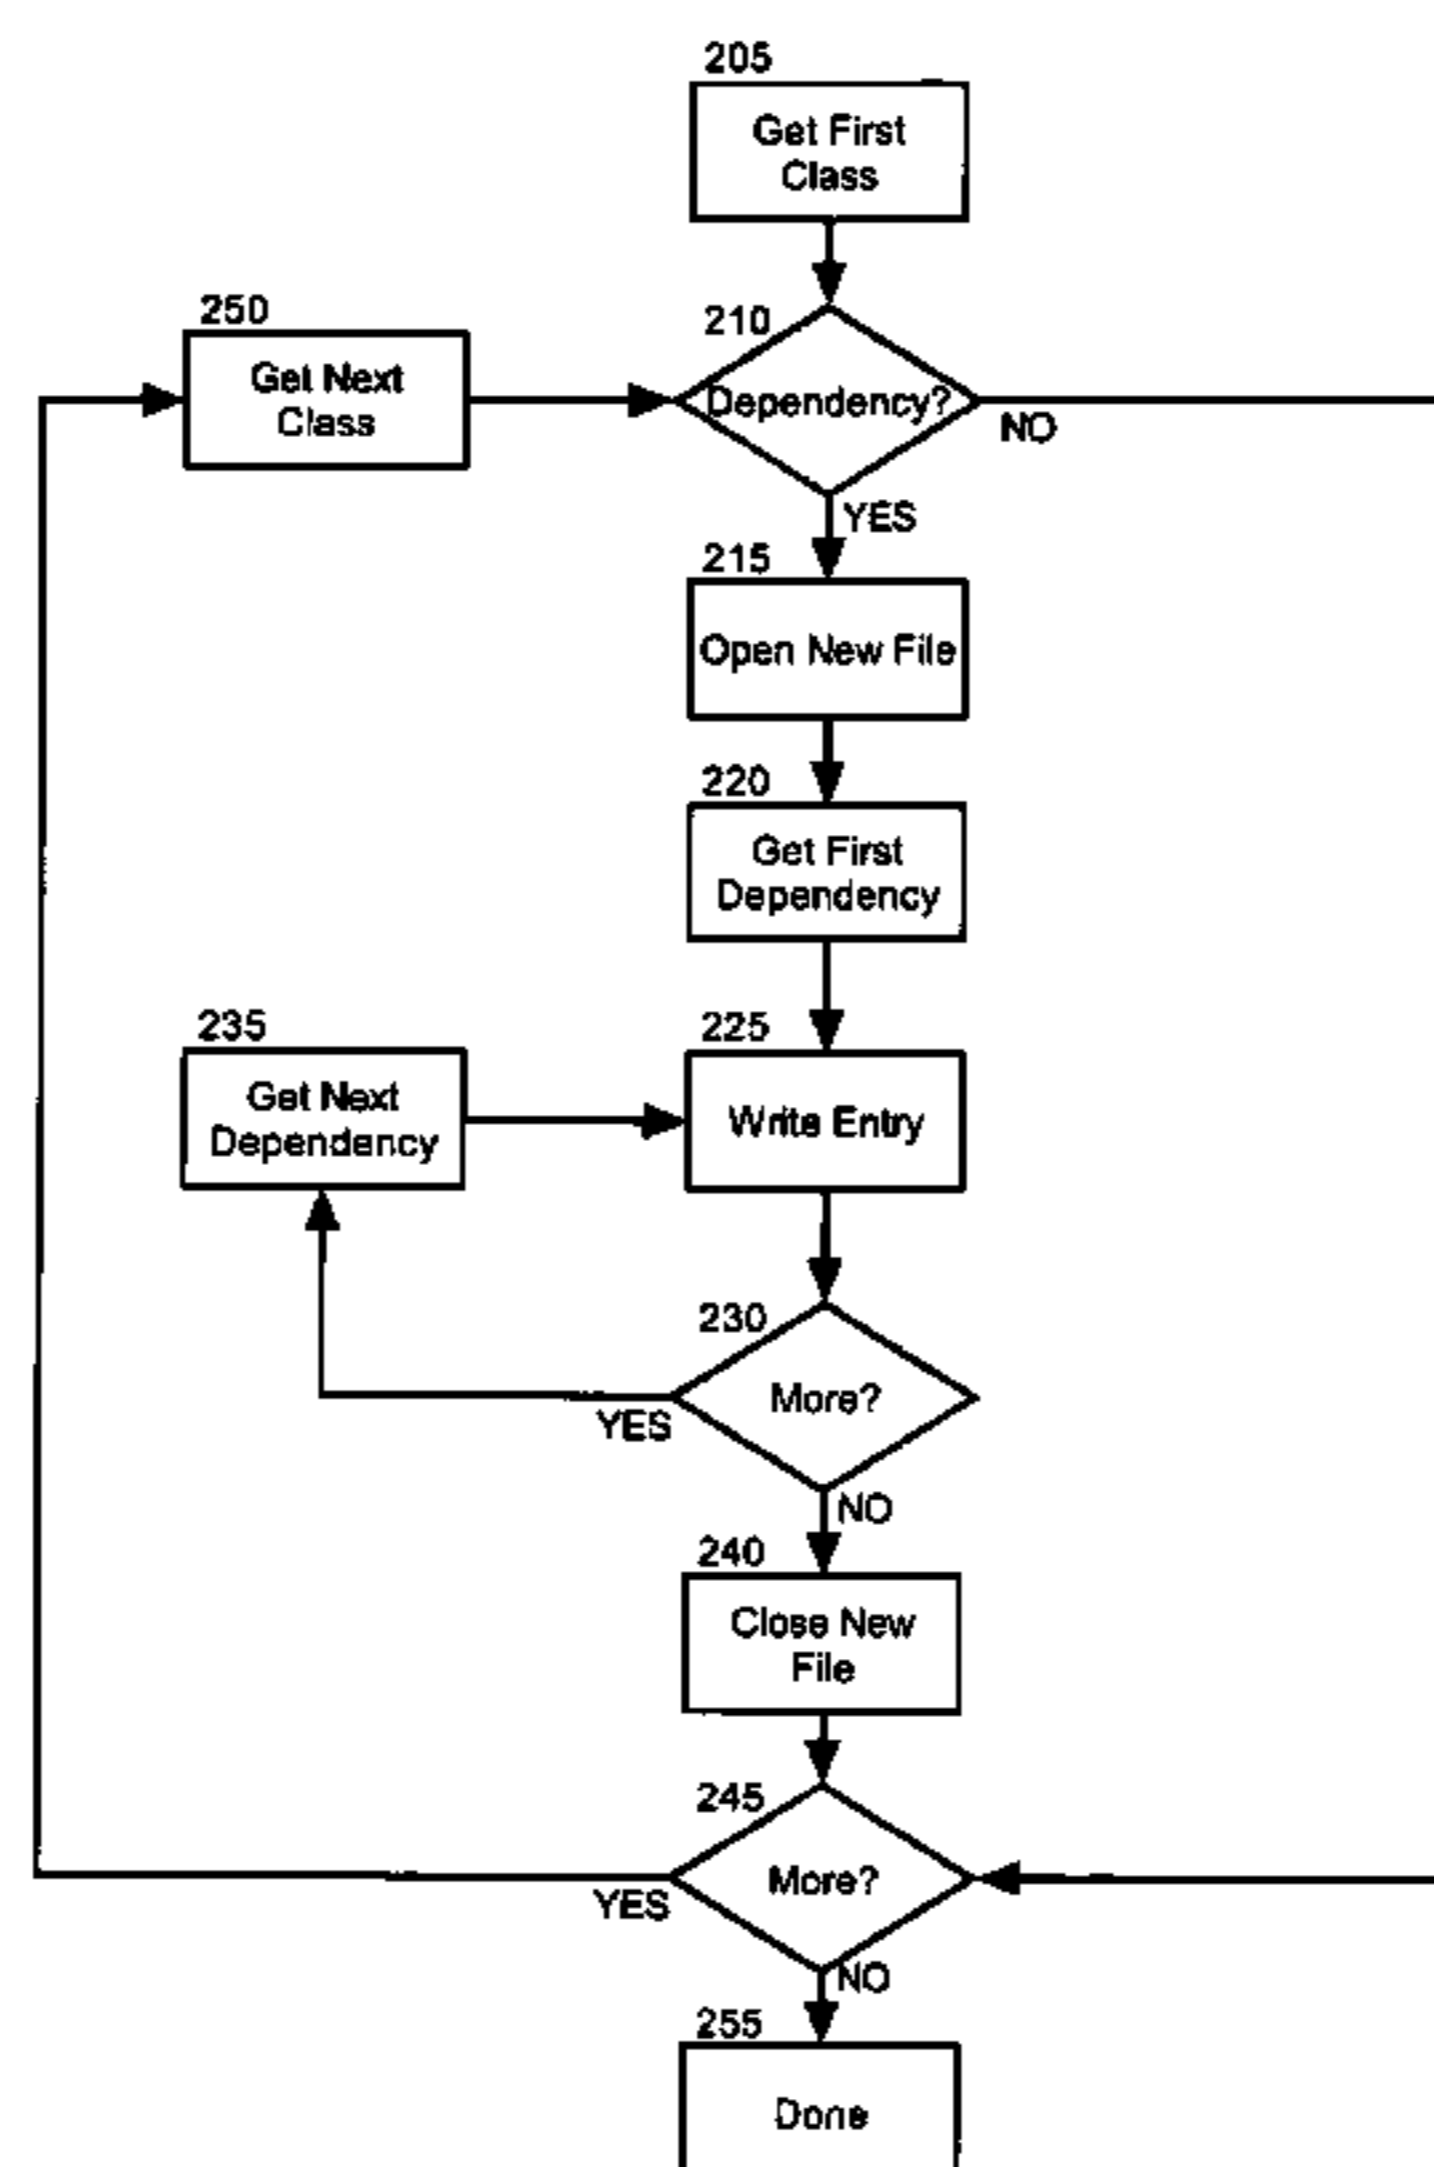 205
Get First
Class
250
Get Next
Class
210
Dependency?
NO
YES
215
Open New File
220
Get First
Dependency
235
Get Next
Dependency
225
Write Entry
230
More?
YES
NO
240
Close New
File
245
More?
YES
NO
255
Done